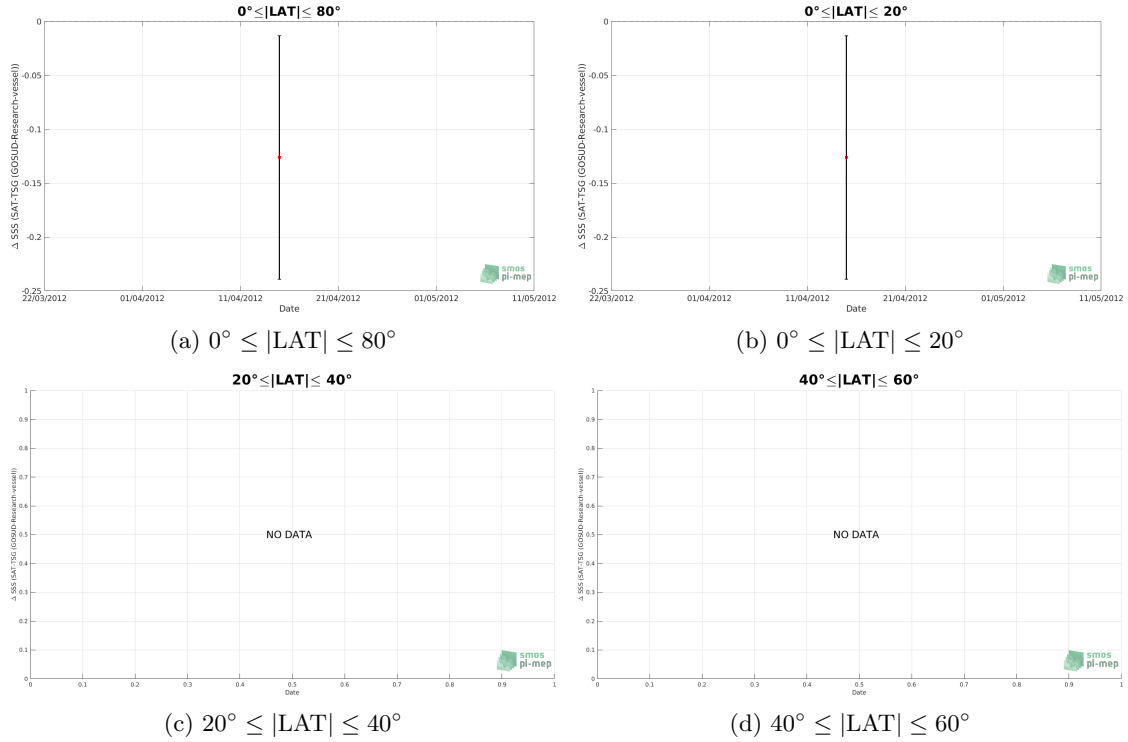 0°≤|LAT|≤ 80°
0
-0.05
-0.1
-0.15
-0.2
-0.25
Δ SSS (SAT-TSG (GOSUD-Research-vessel))
22/03/2012 01/04/2012 11/04/2012 21/04/2012 01/05/2012 11/05/2012
Date
smos
pi-mep
(a) 0° ≤ |LAT| ≤ 80°
0°≤|LAT|≤ 20°
0
-0.05
-0.1
-0.15
-0.2
-0.25
Δ SSS (SAT-TSG (GOSUD-Research-vessel))
22/03/2012 01/04/2012 11/04/2012 21/04/2012 01/05/2012 11/05/2012
Date
smos
pi-mep
(b) 0° ≤ |LAT| ≤ 20°
20°≤|LAT|≤ 40°
1
0.9
0.8
0.7
0.6
0.5
0.4
0.3
0.2
0.1
0
Δ SSS (SAT-TSG (GOSUD-Research-vessel))
NO DATA
0 0.1 0.2 0.3 0.4 0.5 0.6 0.7 0.8 0.9 1
Date
smos
pi-mep
(c) 20° ≤ |LAT| ≤ 40°
40°≤|LAT|≤ 60°
1
0.9
0.8
0.7
0.6
0.5
0.4
0.3
0.2
0.1
0
Δ SSS (SAT-TSG (GOSUD-Research-vessel))
NO DATA
0 0.1 0.2 0.3 0.4 0.5 0.6 0.7 0.8 0.9 1
Date
smos
pi-mep
(d) 40° ≤ |LAT| ≤ 60°